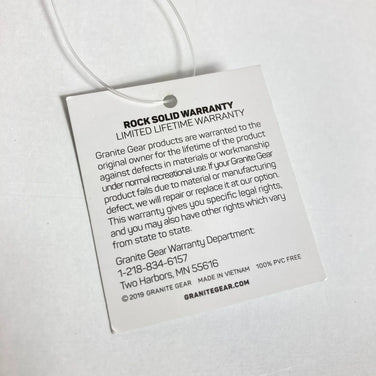 ROCK SOLID WARRANTY
LIMITED LIFETIME WARRANTY
Granite Gear products are warranted to the
original owner for the lifetime of the product
against defects in materials or workmanship
under normal recreational use. If your Granite Gear
product fails due to material or manufacturing
defect, we will repair or replace it at our option.
This warranty gives you specific legal rights,
and you may also have other rights which vary
from state to state.
Granite Gear Warranty Department:
1-218-834-6157
Two Harbors, MN 55616
©2019 GRANITE GEAR MADE IN VIETNAM 100% PVC FREE
GRANITEGEAR.COM